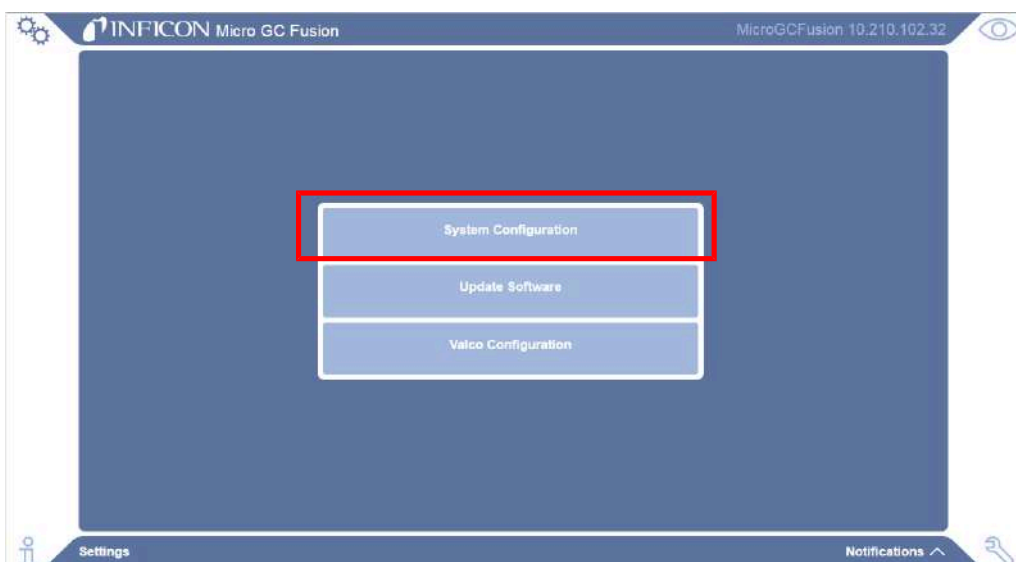 INFICON Micro GC Fusion
MicroGCFusion 10.210.102.32
System Configuration
Update Software
Valco Configuration
Settings
Notifications